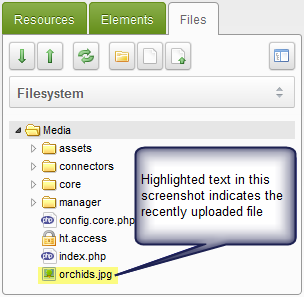 Resources Elements Files
Filesystem
Media
assets
connectors
core
manager
config.core.php
ht.access
index.php
orchids.jpg
Highlighted text in this
screenshot indicates the
recently uploaded file